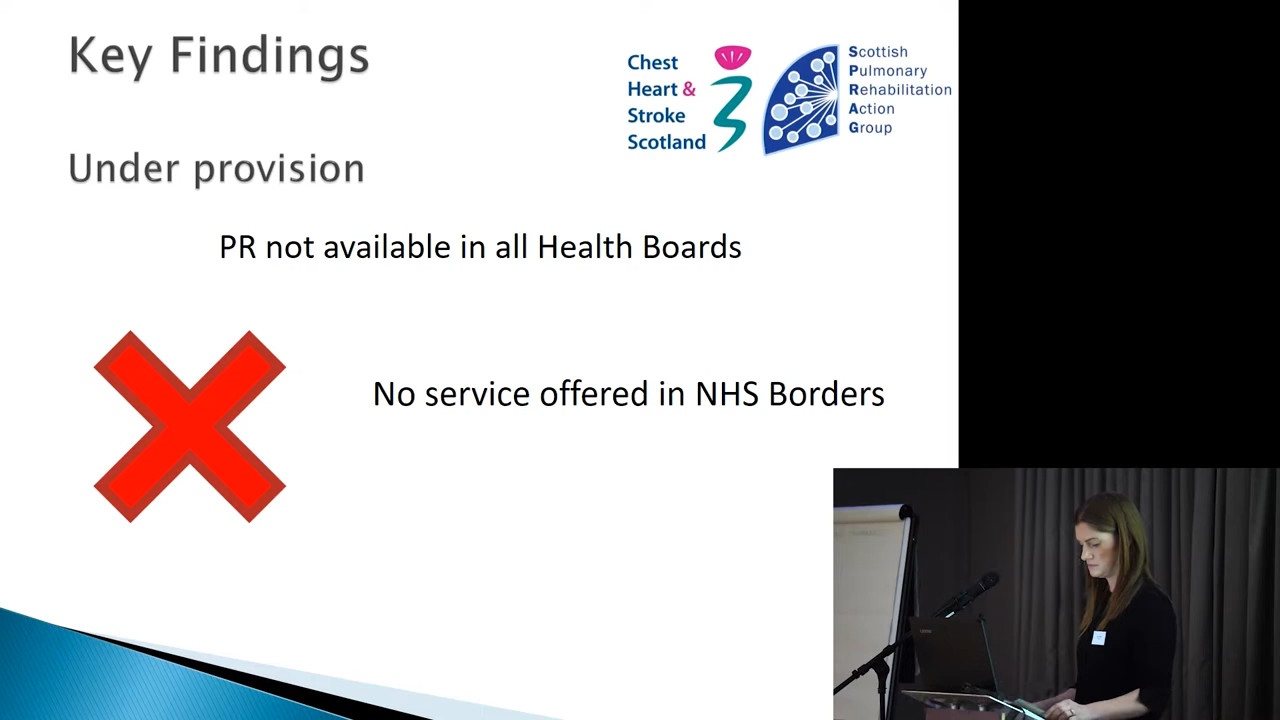 Key Findings
Chest
Heart &
Stroke
Scotland
Scottish
Pulmonary
Rehabilitation
Action
Group
Under provision
PR not available in all Health Boards
No service offered in NHS Borders